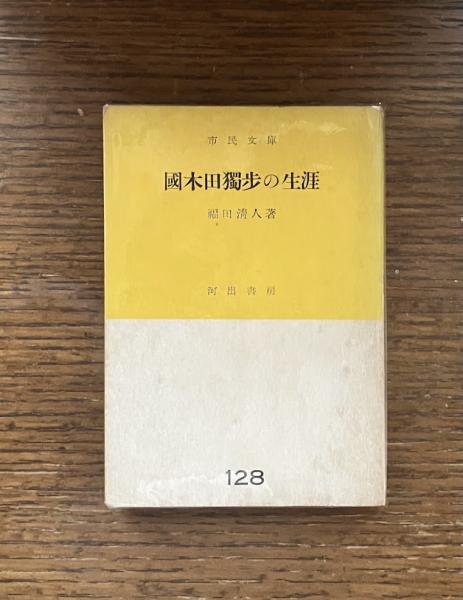 市民文庫
國木田獨步の生涯
福田清人著
河出書房
128